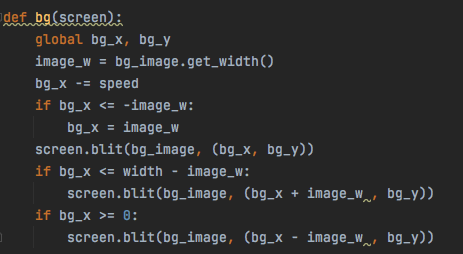 def bg(screen):
    global bg_x, bg_y
    image_w = bg_image.get_width()
    bg_x -= speed
    if bg_x <= -image_w:
        bg_x = image_w
    screen.blit(bg_image, (bg_x, bg_y))
    if bg_x <= width - image_w:
        screen.blit(bg_image, (bg_x + image_w , bg_y))
    if bg_x >= 0:
        screen.blit(bg_image, (bg_x - image_w , bg_y))